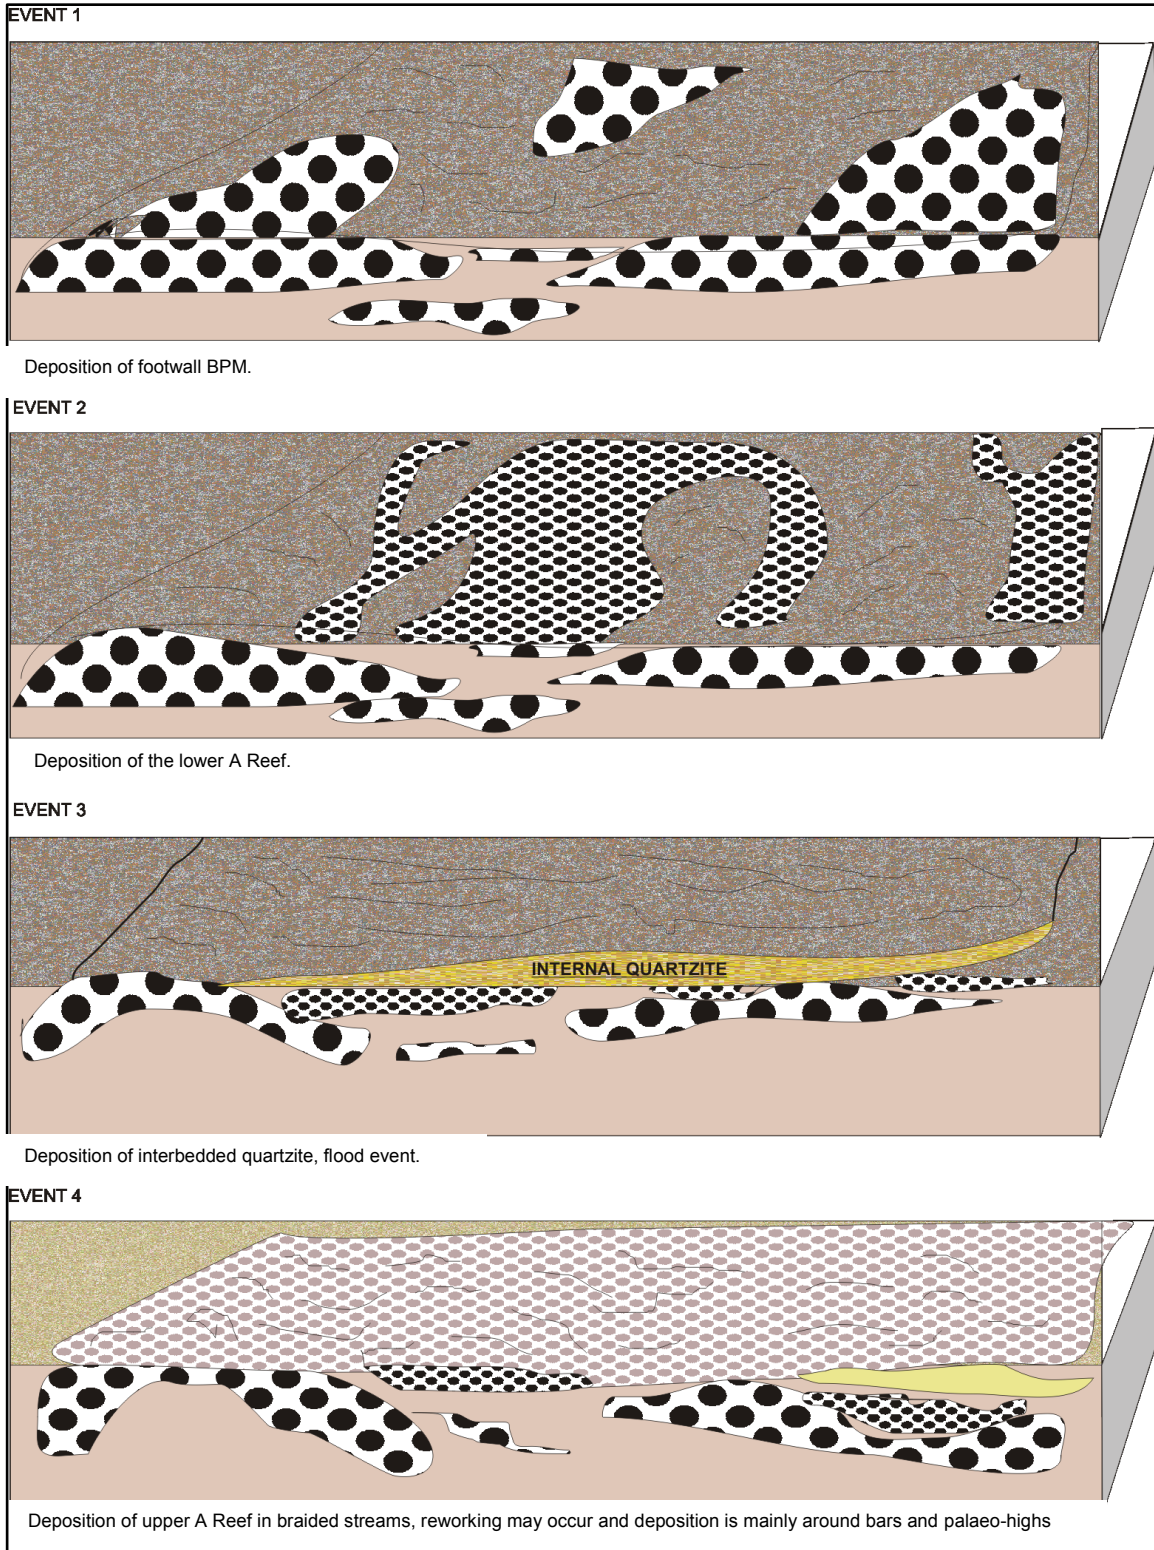 EVENT 1
Deposition of footwall BPM.
EVENT 2
Deposition of the lower A Reef.
EVENT 3
INTERNAL QUARTZITE
Deposition of interbedded quartzite, flood event.
EVENT 4
Deposition of upper A Reef in braided streams, reworking may occur and deposition is mainly around bars and palaeo-highs